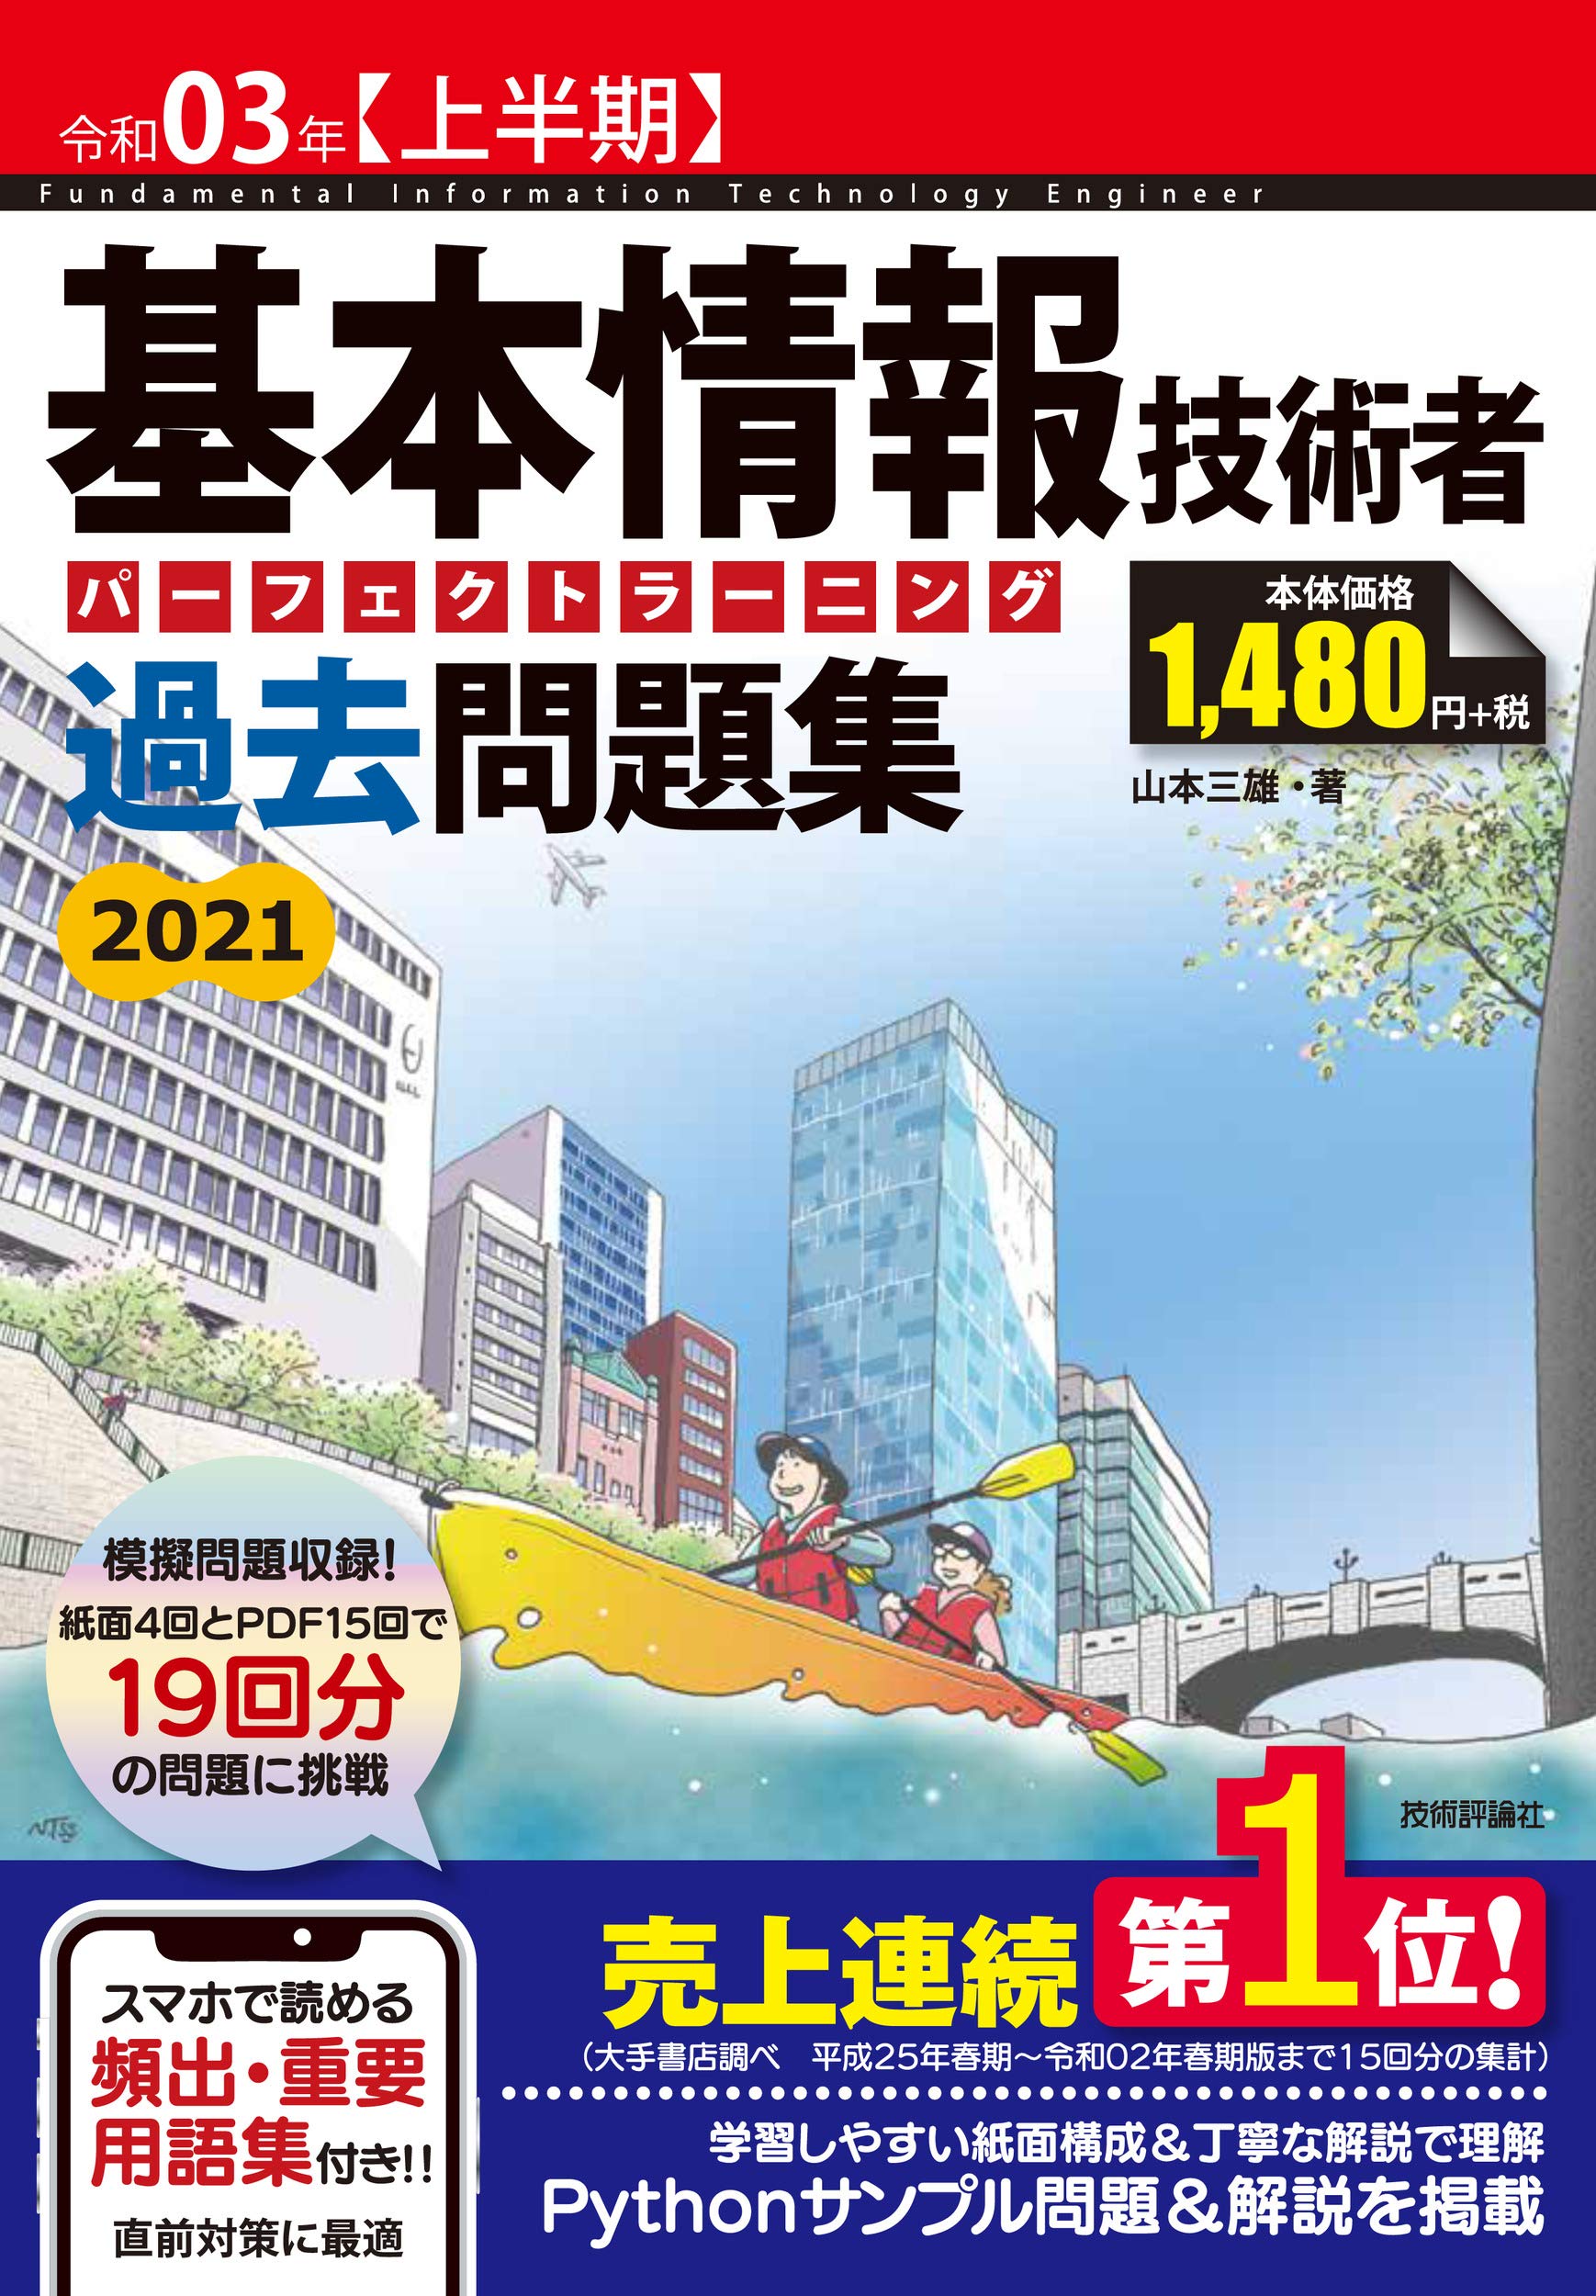 令和03年【上半期】
Fundamental Information Technology Engineer
基本情報技術者
パーフェクトラーニング
過去問題集
本体価格
1,480円+税
山本三雄・著
2021
模擬問題収録!
紙面4回とPDF15回で
19回分
の問題に挑戦
技術評論社
売上連続第1位!
(大手書店調べ 平成25年春期~令和02年春期版まで15回分の集計)
学習しやすい紙面構成&丁寧な解説で理解
Pythonサンプル問題&解説を掲載
スマホで読める
頻出・重要
用語集付き!!
直前対策に最適